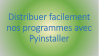 Distribuer facilement
nos programmes avec
Pyinstaller